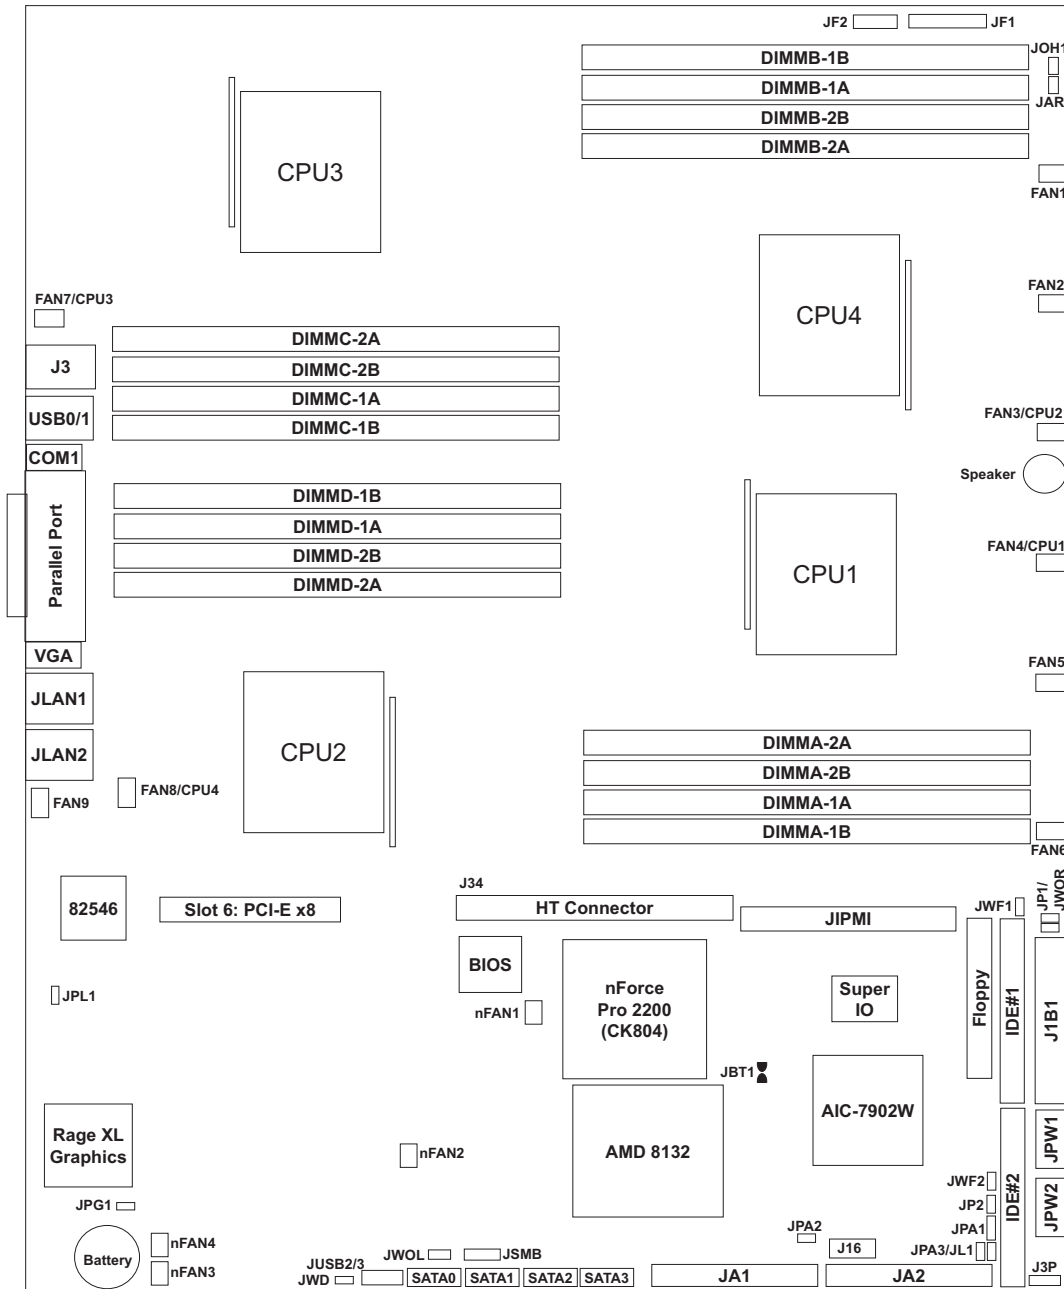 JF2
JF1
DIMMB-1B
JOH1
DIMMB-1A
JAR
DIMMB-2B
DIMMB-2A
CPU3
FAN1
FAN2
FAN7/CPU3
CPU4
DIMMC-2A
J3
DIMMC-2B
DIMMC-1A
USB0/1
FAN3/CPU2
DIMMC-1B
COM1
Speaker
DIMMD-1B
DIMMD-1A
Parallel Port
FAN4/CPU1
DIMMD-2B
CPU1
DIMMD-2A
VGA
FAN5
JLAN1
DIMMA-2A
JLAN2
CPU2
DIMMA-2B
FAN8/CPU4
FAN9
DIMMA-1A
DIMMA-1B
FAN6
J34
JP1/
JWOR
82546
Slot 6: PCI-E x8
HT Connector
JWF1
JIPMI
BIOS
nForce
Pro 2200
(CK804)
Super
IO
Floppy
IDE#1
J1B1
JPL1
nFAN1
JBT1
AIC-7902W
Rage XL
Graphics
AMD 8132
nFAN2
JPW1
JWF2
IDE#2
JPW2
JPG1
JP2
JPA1
JPA2
nFAN4
Battery
J16
JPA3/JL1
JWOL
JSMB
JUSB2/3
nFAN3
JWD
SATA0
SATA1
SATA2
SATA3
JA1
JA2
J3P